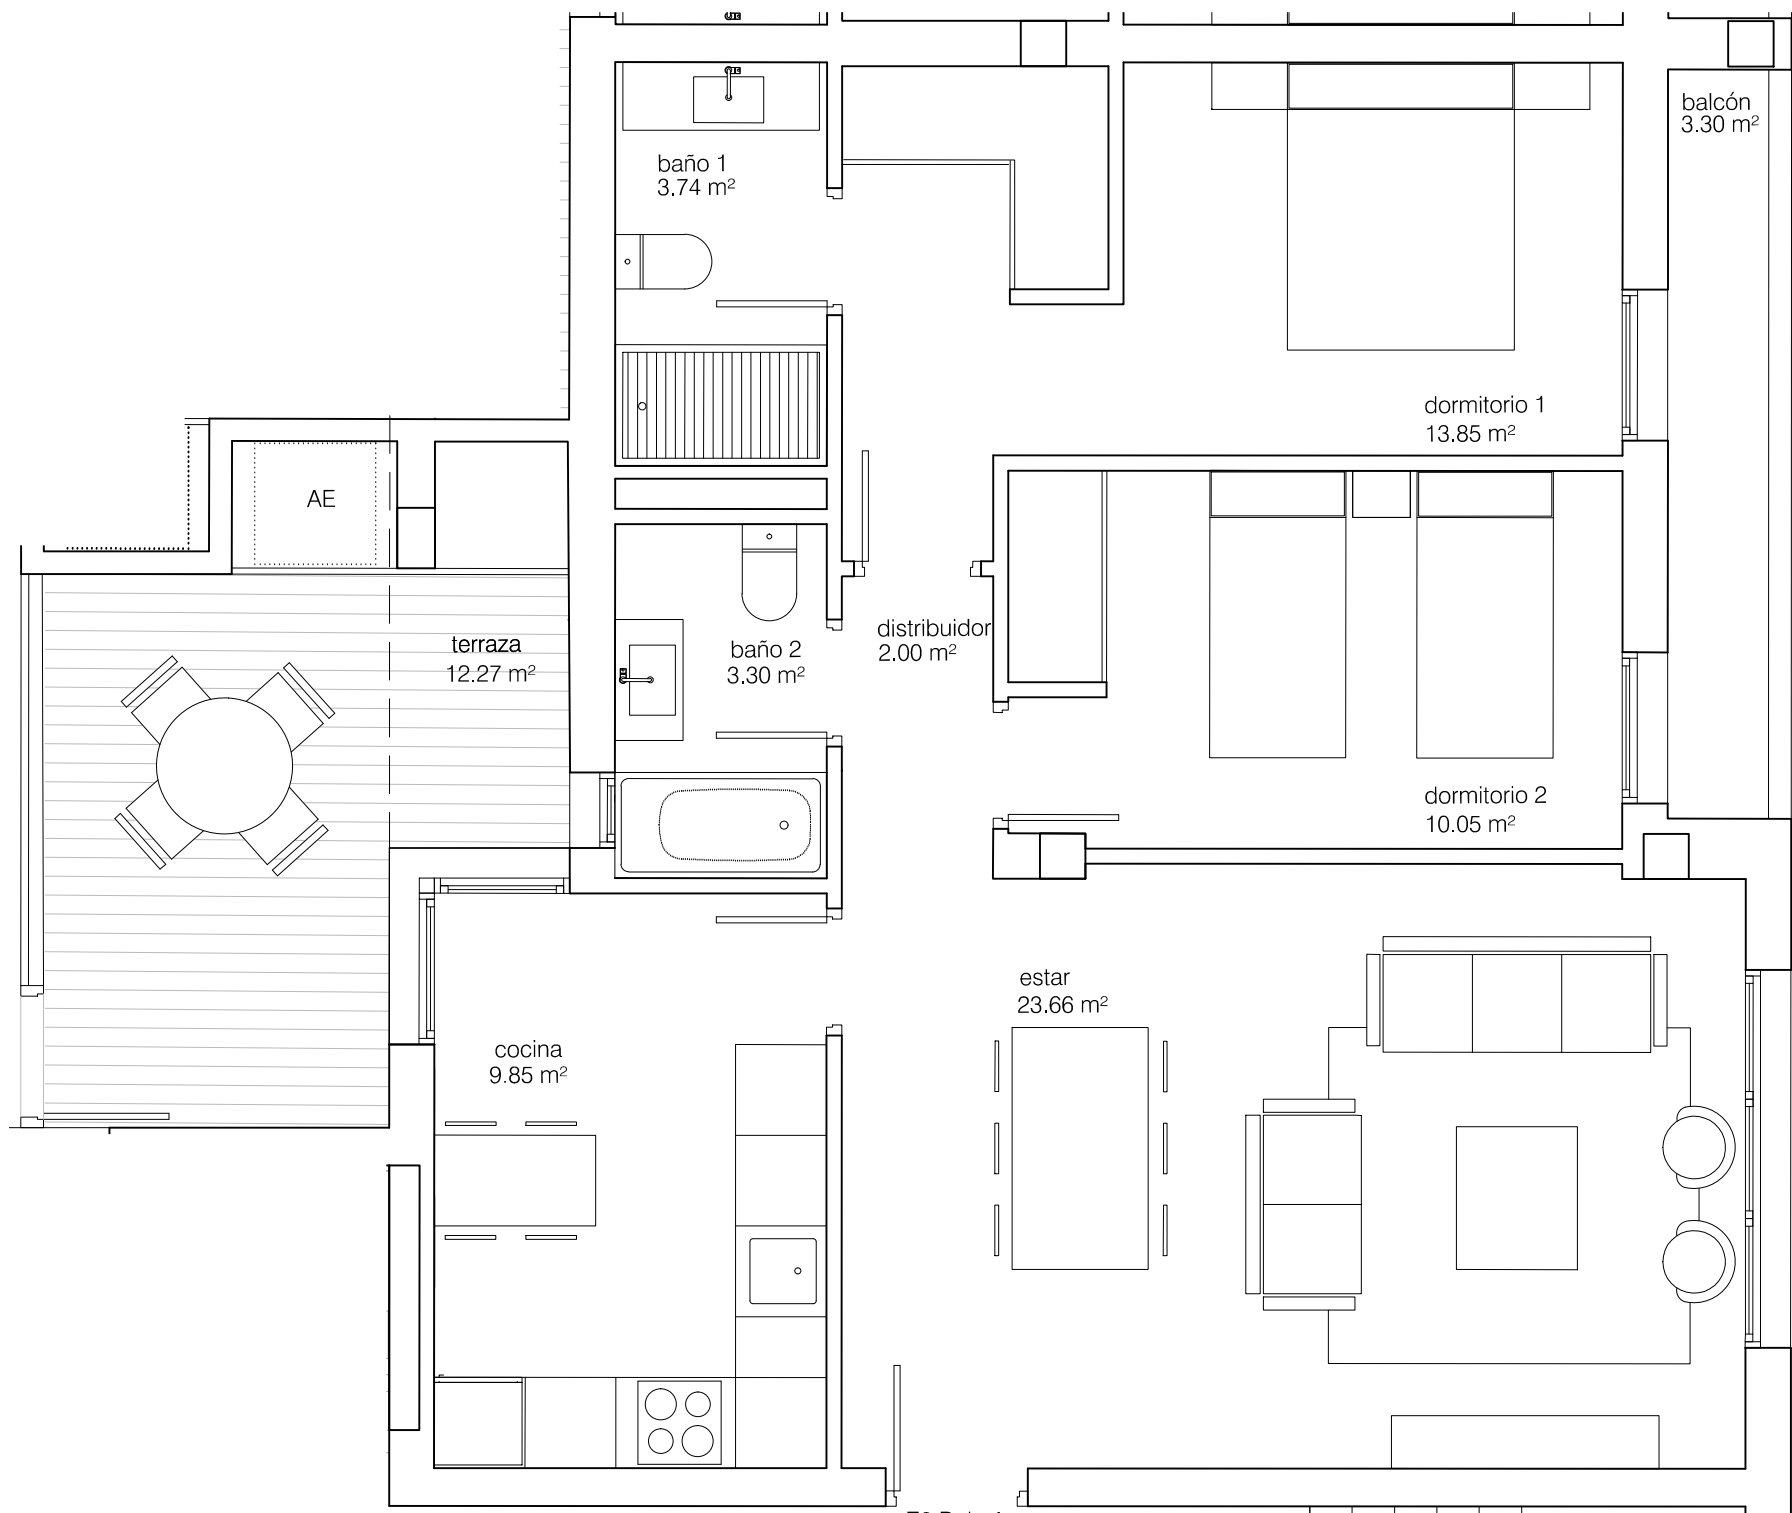 balcón
3.30 m²
baño 1
3.74 m²
dormitorio 1
13.85 m²
AE
terraza
12.27 m²
baño 2
3.30 m²
distribuidor
2.00 m²
dormitorio 2
10.05 m²
estar
23.66 m²
cocina
9.85 m²